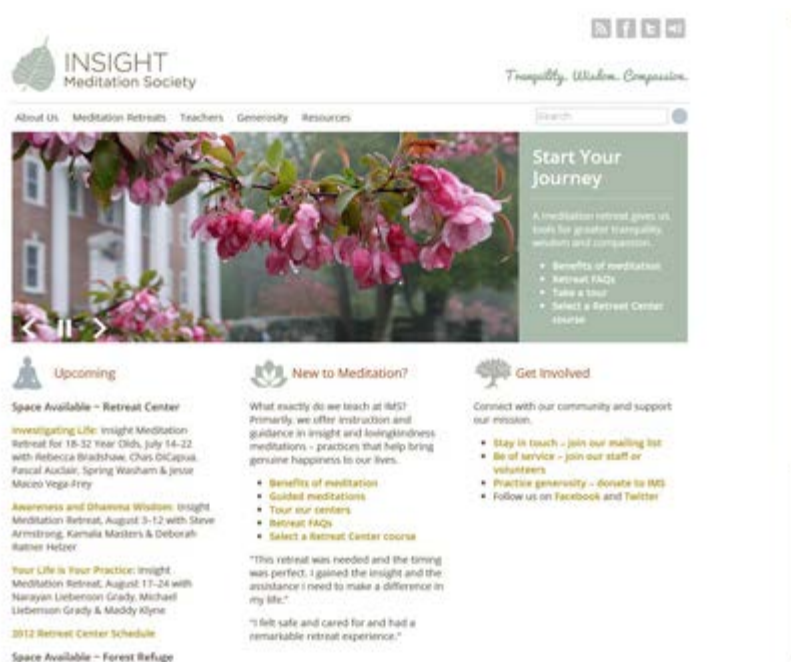 INSIGHT
Meditation Society
Tranquility. Wisdom. Compassion.
About Us Meditation Retreats Teachers Generosity Resources
Search
Start Your
Journey
A meditation retreat gives us
tools for greater tranquility,
wisdom and compassion.
• Benefits of meditation
• Retreat FAQs
• Take a tour
• Select a Retreat Center
course
Upcoming
Space Available ~ Retreat Center
Investigating Life: Insight Meditation
Retreat for 18-32 Year Olds, July 14-22
with Rebecca Bradshaw, Chas DiCapua,
Pascal Auclair, Spring Washam & Jesse
Maceo Vega-Frey
Awareness and Dhamma Wisdom: Insight
Meditation Retreat, August 3-12 with Steve
Armstrong, Kamala Masters & Deborah
Ratner Helzer
Your Life is Your Practice: Insight
Meditation Retreat, August 17-24 with
Narayan Liebenson Grady, Michael
Liebenson Grady & Maddy Klyne
2012 Retreat Center Schedule
Space Available ~ Forest Refuge
New to Meditation?
What exactly do we teach at IMS?
Primarily, we offer instruction and
guidance in insight and lovingkindness
meditations – practices that help bring
genuine happiness to our lives.
• Benefits of meditation
• Guided meditations
• Tour our centers
• Retreat FAQs
• Select a Retreat Center course
"This retreat was needed and the timing
was perfect. I gained the insight and the
assistance I need to make a difference in
my life."
"I felt safe and cared for and had a
remarkable retreat experience."
Get Involved
Connect with our community and support
our mission.
• Stay in touch – join our mailing list
• Be of service – join our staff or
volunteers
• Practice generosity – donate to IMS
• Follow us on Facebook and Twitter